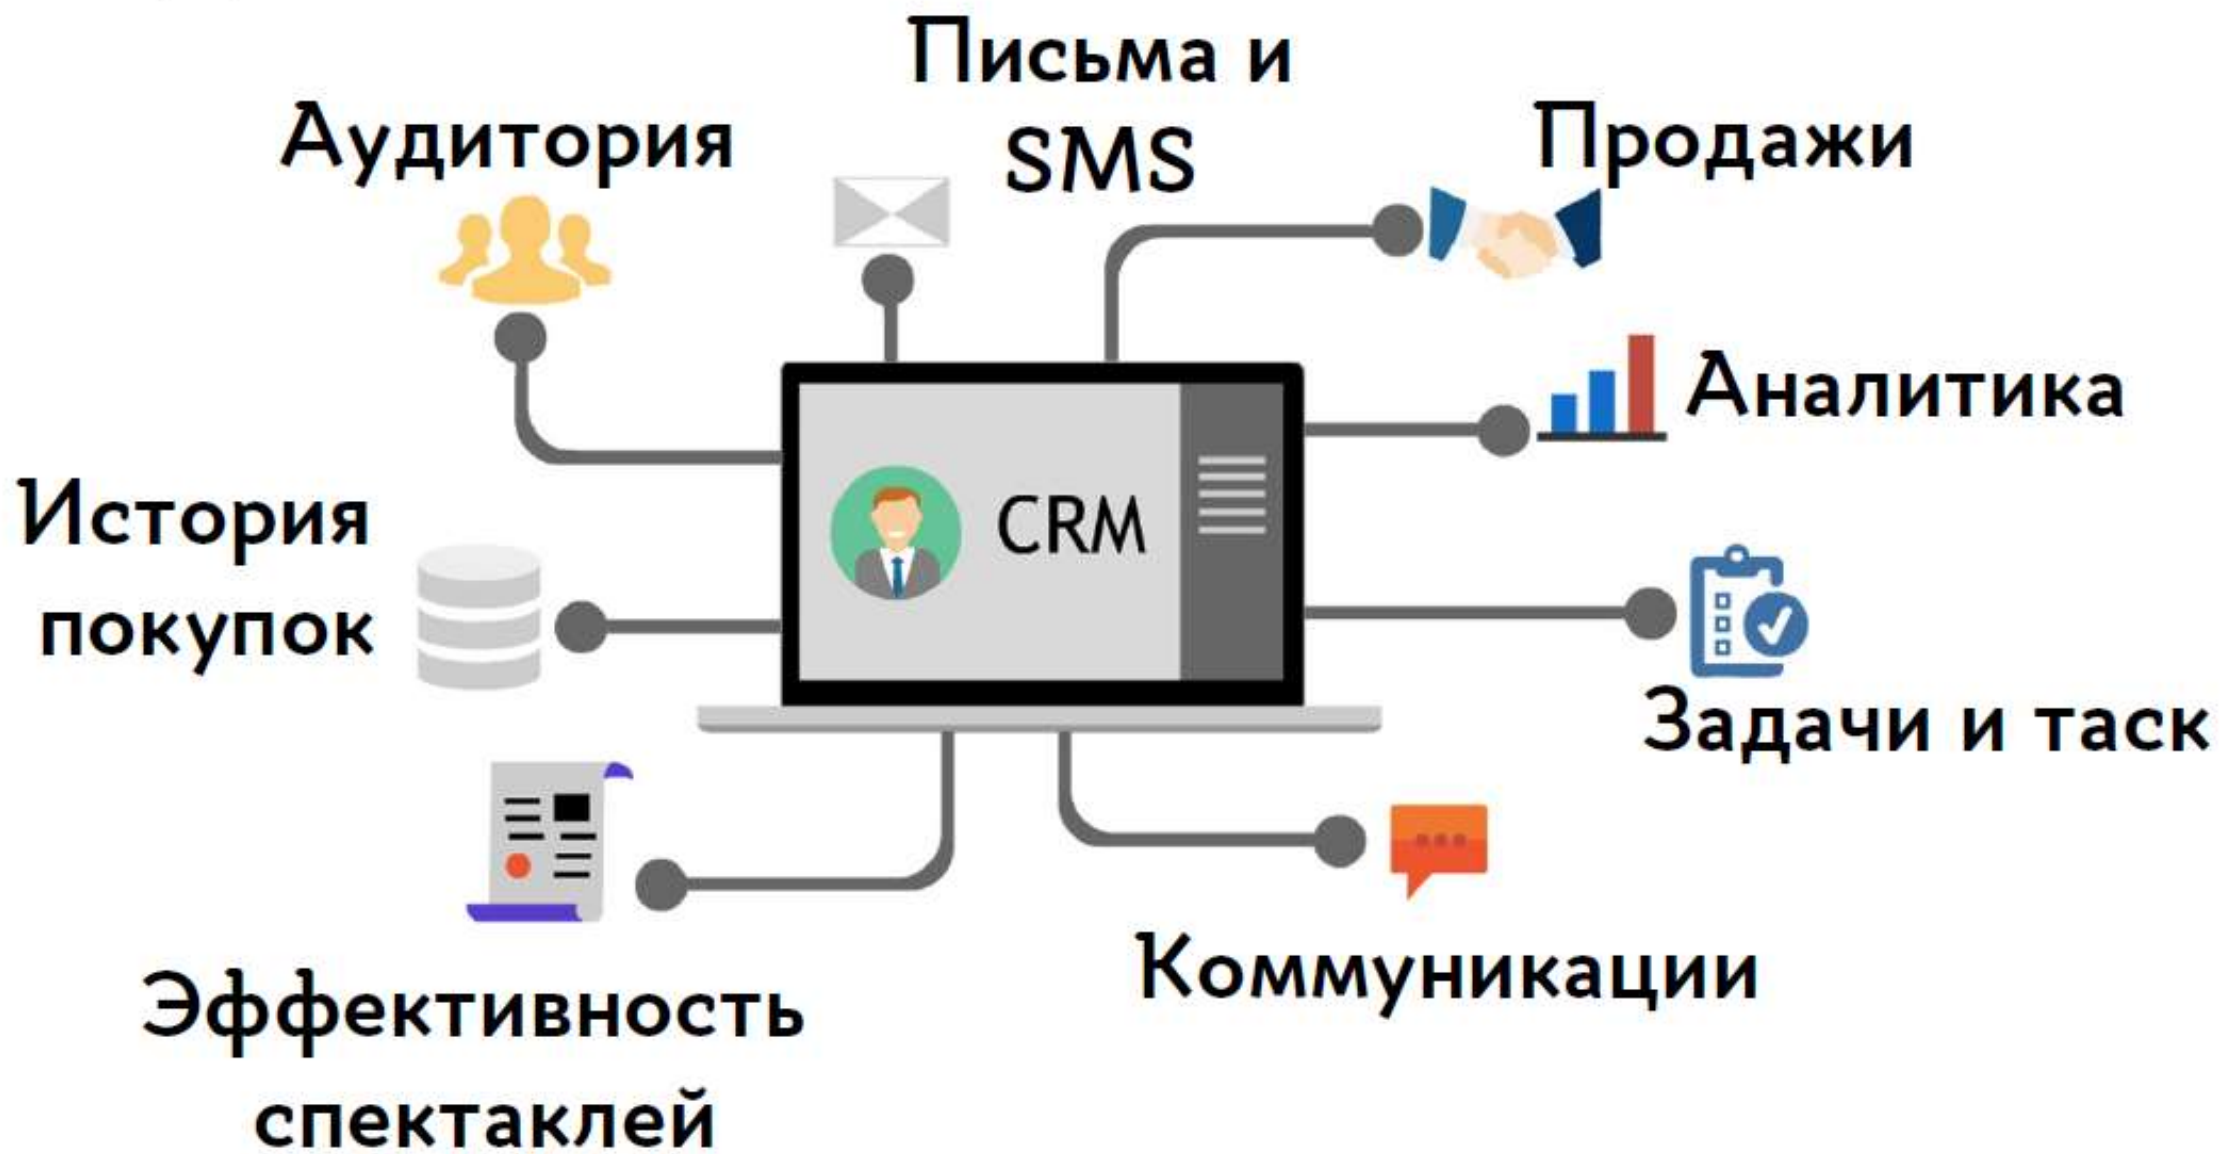 Письма и
SMS
Аудитория
Продажи
Аналитика
История
покупок
CRM
Задачи и таск
Коммуникации
Эффективность
спектаклей